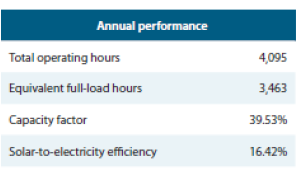 Annual performance
Total operating hours 4,095
Equivalent full-load hours 3,463
Capacity factor 39.53%
Solar-to-electricity efficiency 16.42%